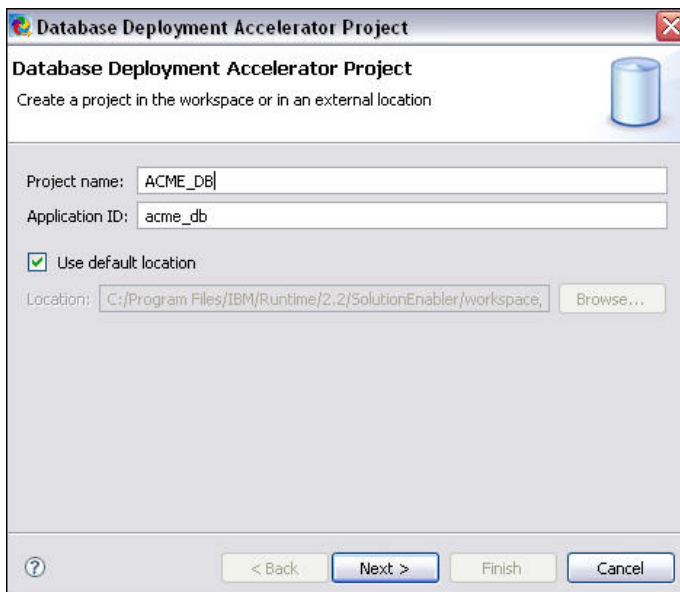 Database Deployment Accelerator Project
Database Deployment Accelerator Project
Create a project in the workspace or in an external location
Project name: ACME_DB
Application ID: acme_db
Use default location
Location: C:/Program Files/IBM/Runtime/2.2/SolutionEnabler/workspace, Browse...
? < Back Next > Finish Cancel